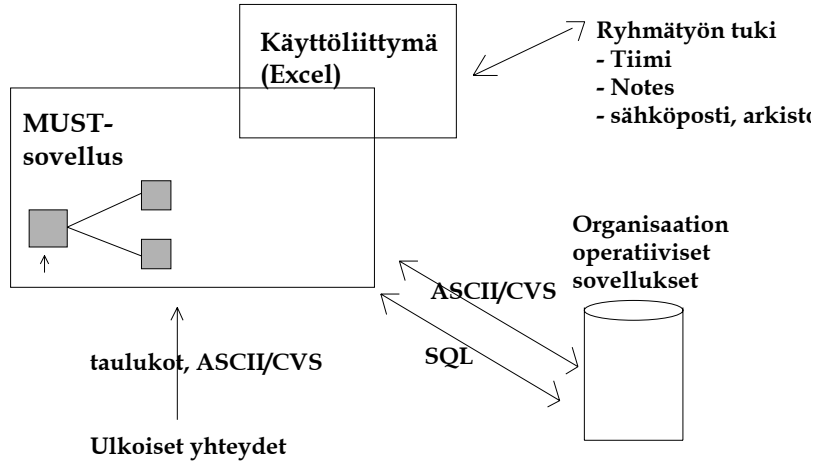 Käyttöliittymä
(Excel)
Ryhmätyön tuki
- Tiimi
- Notes
- sähköposti, arkisto
MUST-
sovellus
Organisaation
operatiiviset
sovellukset
ASCII/CVS
SQL
taulukot, ASCII/CVS
Ulkoiset yhteydet